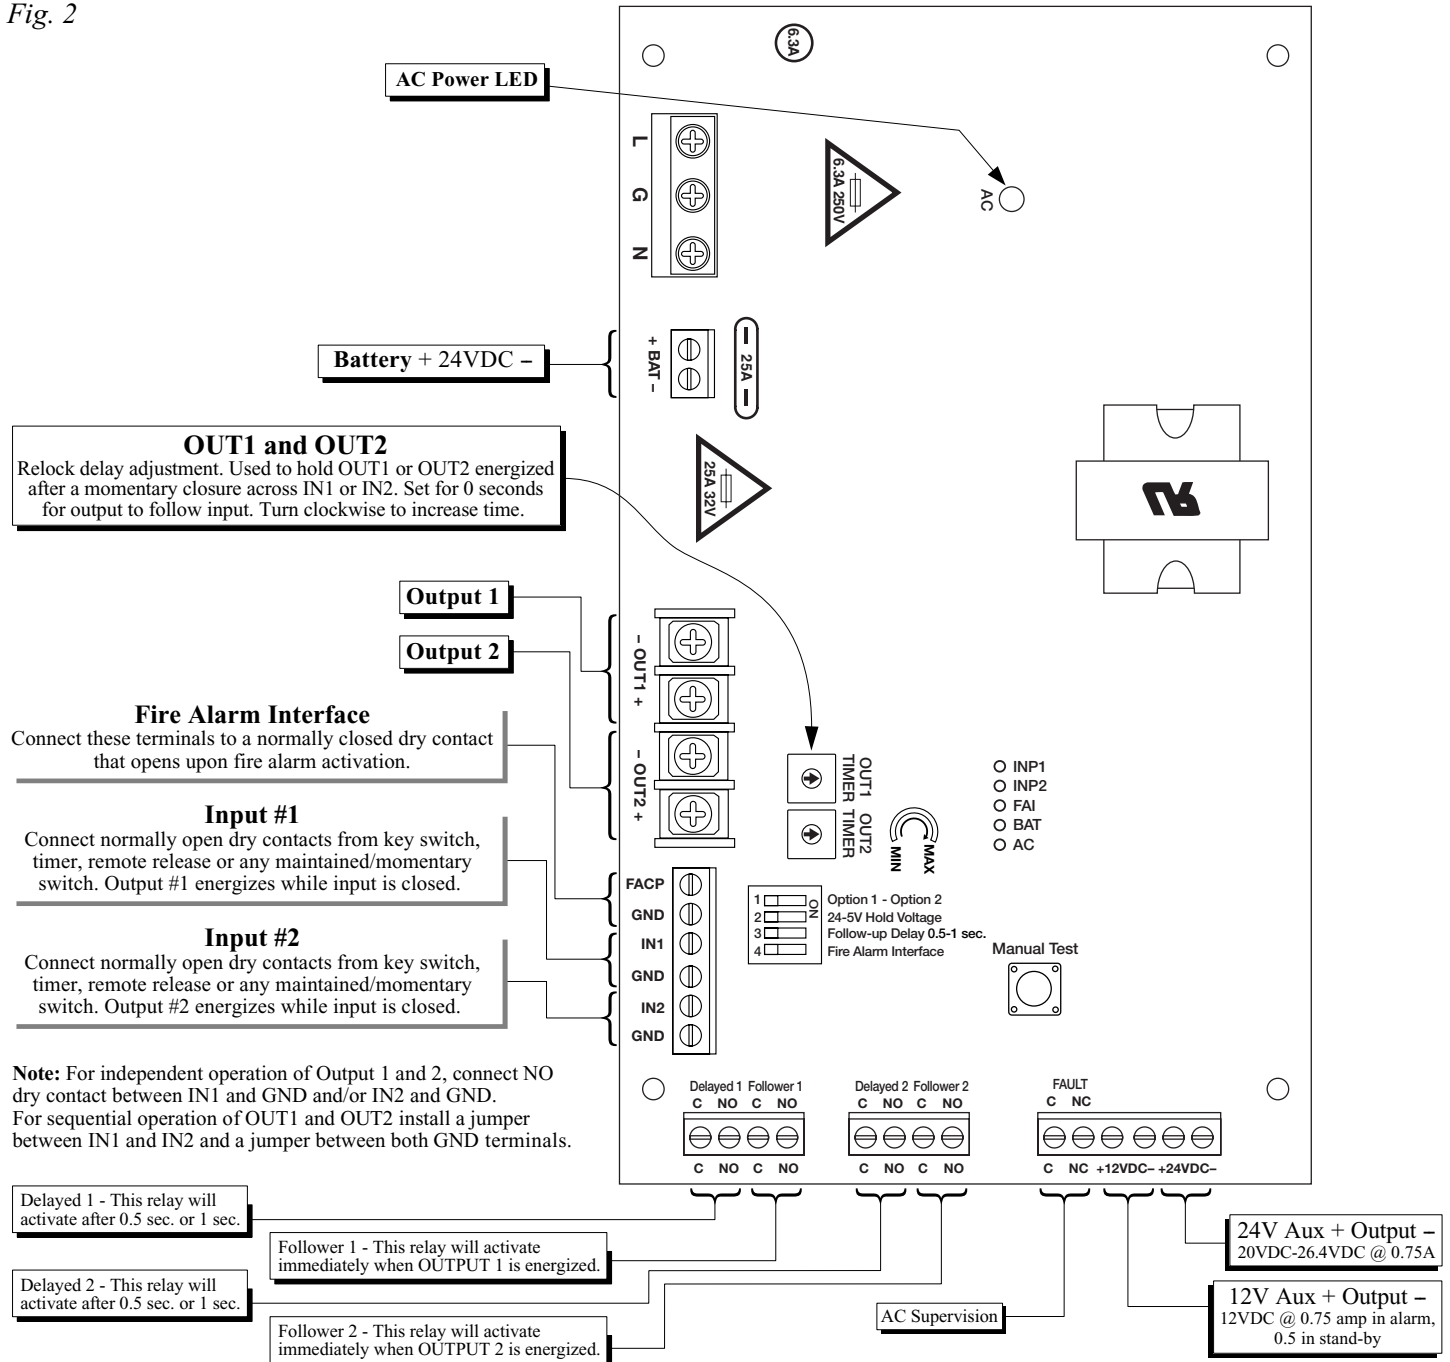 Fig. 2
6.3A
AC Power LED
L
G
N
6.3A 250V
AC
Battery + 24VDC –
+ BAT –
25A
25A 32V
OUT1 and OUT2
Relock delay adjustment. Used to hold OUT1 or OUT2 energized
after a momentary closure across IN1 or IN2. Set for 0 seconds
for output to follow input. Turn clockwise to increase time.
Output 1
Output 2
– OUT1 +
– OUT2 +
Fire Alarm Interface
Connect these terminals to a normally closed dry contact
that opens upon fire alarm activation.
OUT1
TIMER
OUT2
TIMER
MIN
MAX
INP1
INP2
FAI
BAT
AC
Input #1
Connect normally open dry contacts from key switch,
timer, remote release or any maintained/momentary
switch. Output #1 energizes while input is closed.
FACP
GND
IN1
GND
IN2
GND
ON
1 Option 1 - Option 2
2 24-5V Hold Voltage
3 Follow-up Delay 0.5-1 sec.
4 Fire Alarm Interface
Manual Test
Input #2
Connect normally open dry contacts from key switch,
timer, remote release or any maintained/momentary
switch. Output #2 energizes while input is closed.
Note: For independent operation of Output 1 and 2, connect NO
dry contact between IN1 and GND and/or IN2 and GND.
For sequential operation of OUT1 and OUT2 install a jumper
between IN1 and IN2 and a jumper between both GND terminals.
Delayed 1 Follower 1
C NO C NO
C NO C NO
Delayed 2 Follower 2
C NO C NO
C NO C NO
FAULT
C NC
C NC +12VDC– +24VDC–
Delayed 1 - This relay will
activate after 0.5 sec. or 1 sec.
Follower 1 - This relay will activate
immediately when OUTPUT 1 is energized.
Delayed 2 - This relay will
activate after 0.5 sec. or 1 sec.
Follower 2 - This relay will activate
immediately when OUTPUT 2 is energized.
AC Supervision
24V Aux + Output –
20VDC-26.4VDC @ 0.75A
12V Aux + Output –
12VDC @ 0.75 amp in alarm,
0.5 in stand-by